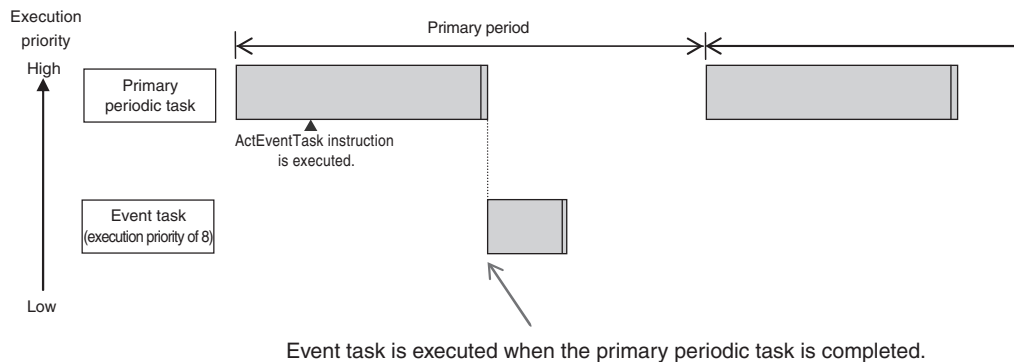 Execution
priority
High
Primary period
Primary
periodic task
ActEventTask instruction
is executed.
Event task
(execution priority of 8)
Low
Event task is executed when the primary periodic task is completed.